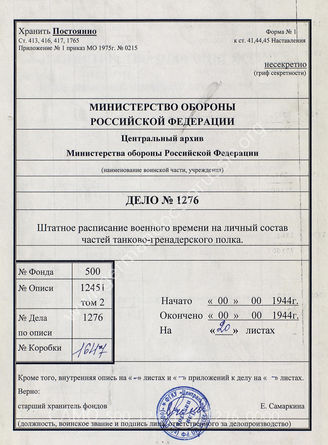 Хранить Постоянно
Форма № 1
Ст. 413, 416, 417, 1765
к ст. 41,44,45 Наставления
Приложение № 1 приказ МО 1975г. № 0215
несекретно
(гриф секретности)
МИНИСТЕРСТВО ОБОРОНЫ
РОССИЙСКОЙ ФЕДЕРАЦИИ
Центральный архив
Министерства обороны Российской Федерации
(наименование воинской части, учреждения)
ДЕЛО № 1276
Штатное расписание военного времени на личный состав
частей танково-гренадерского полка.
№ Фонда 500
№ Описи 12451
том 2
№ Дела 1276
по описи
№ Коробки 1647
Начато « 00 » 00 1944г.
Окончено « 00 » 00 1944г.
На «20» листах
Кроме того, внутренняя опись на «-» листах и «-» приложений к делу на «-» листах.
Верно:
старший хранитель фондов Е. Самаркина
(должность, воинское звание и подпись лица ответственного за делопроизводство)